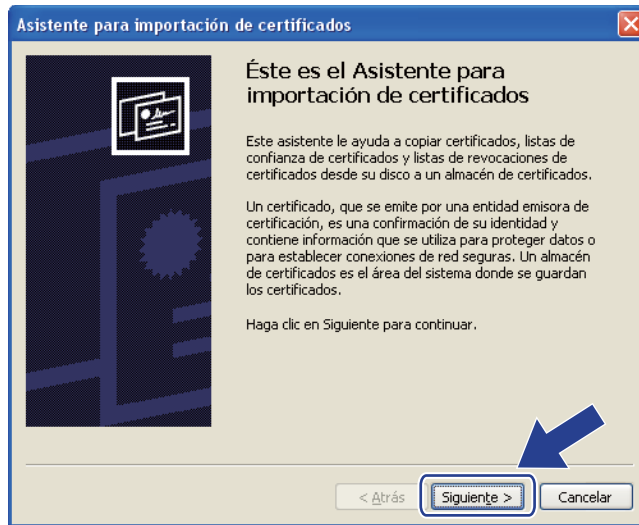 Asistente para importación de certificados
Éste es el Asistente para
importación de certificados
Este asistente le ayuda a copiar certificados, listas de
confianza de certificados y listas de revocaciones de
certificados desde su disco a un almacén de certificados.
Un certificado, que se emite por una entidad emisora de
certificación, es una confirmación de su identidad y
contiene información que se utiliza para proteger datos o
para establecer conexiones de red seguras. Un almacén
de certificados es el área del sistema donde se guardan
los certificados.
Haga clic en Siguiente para continuar.
< Atrás Siguiente > Cancelar